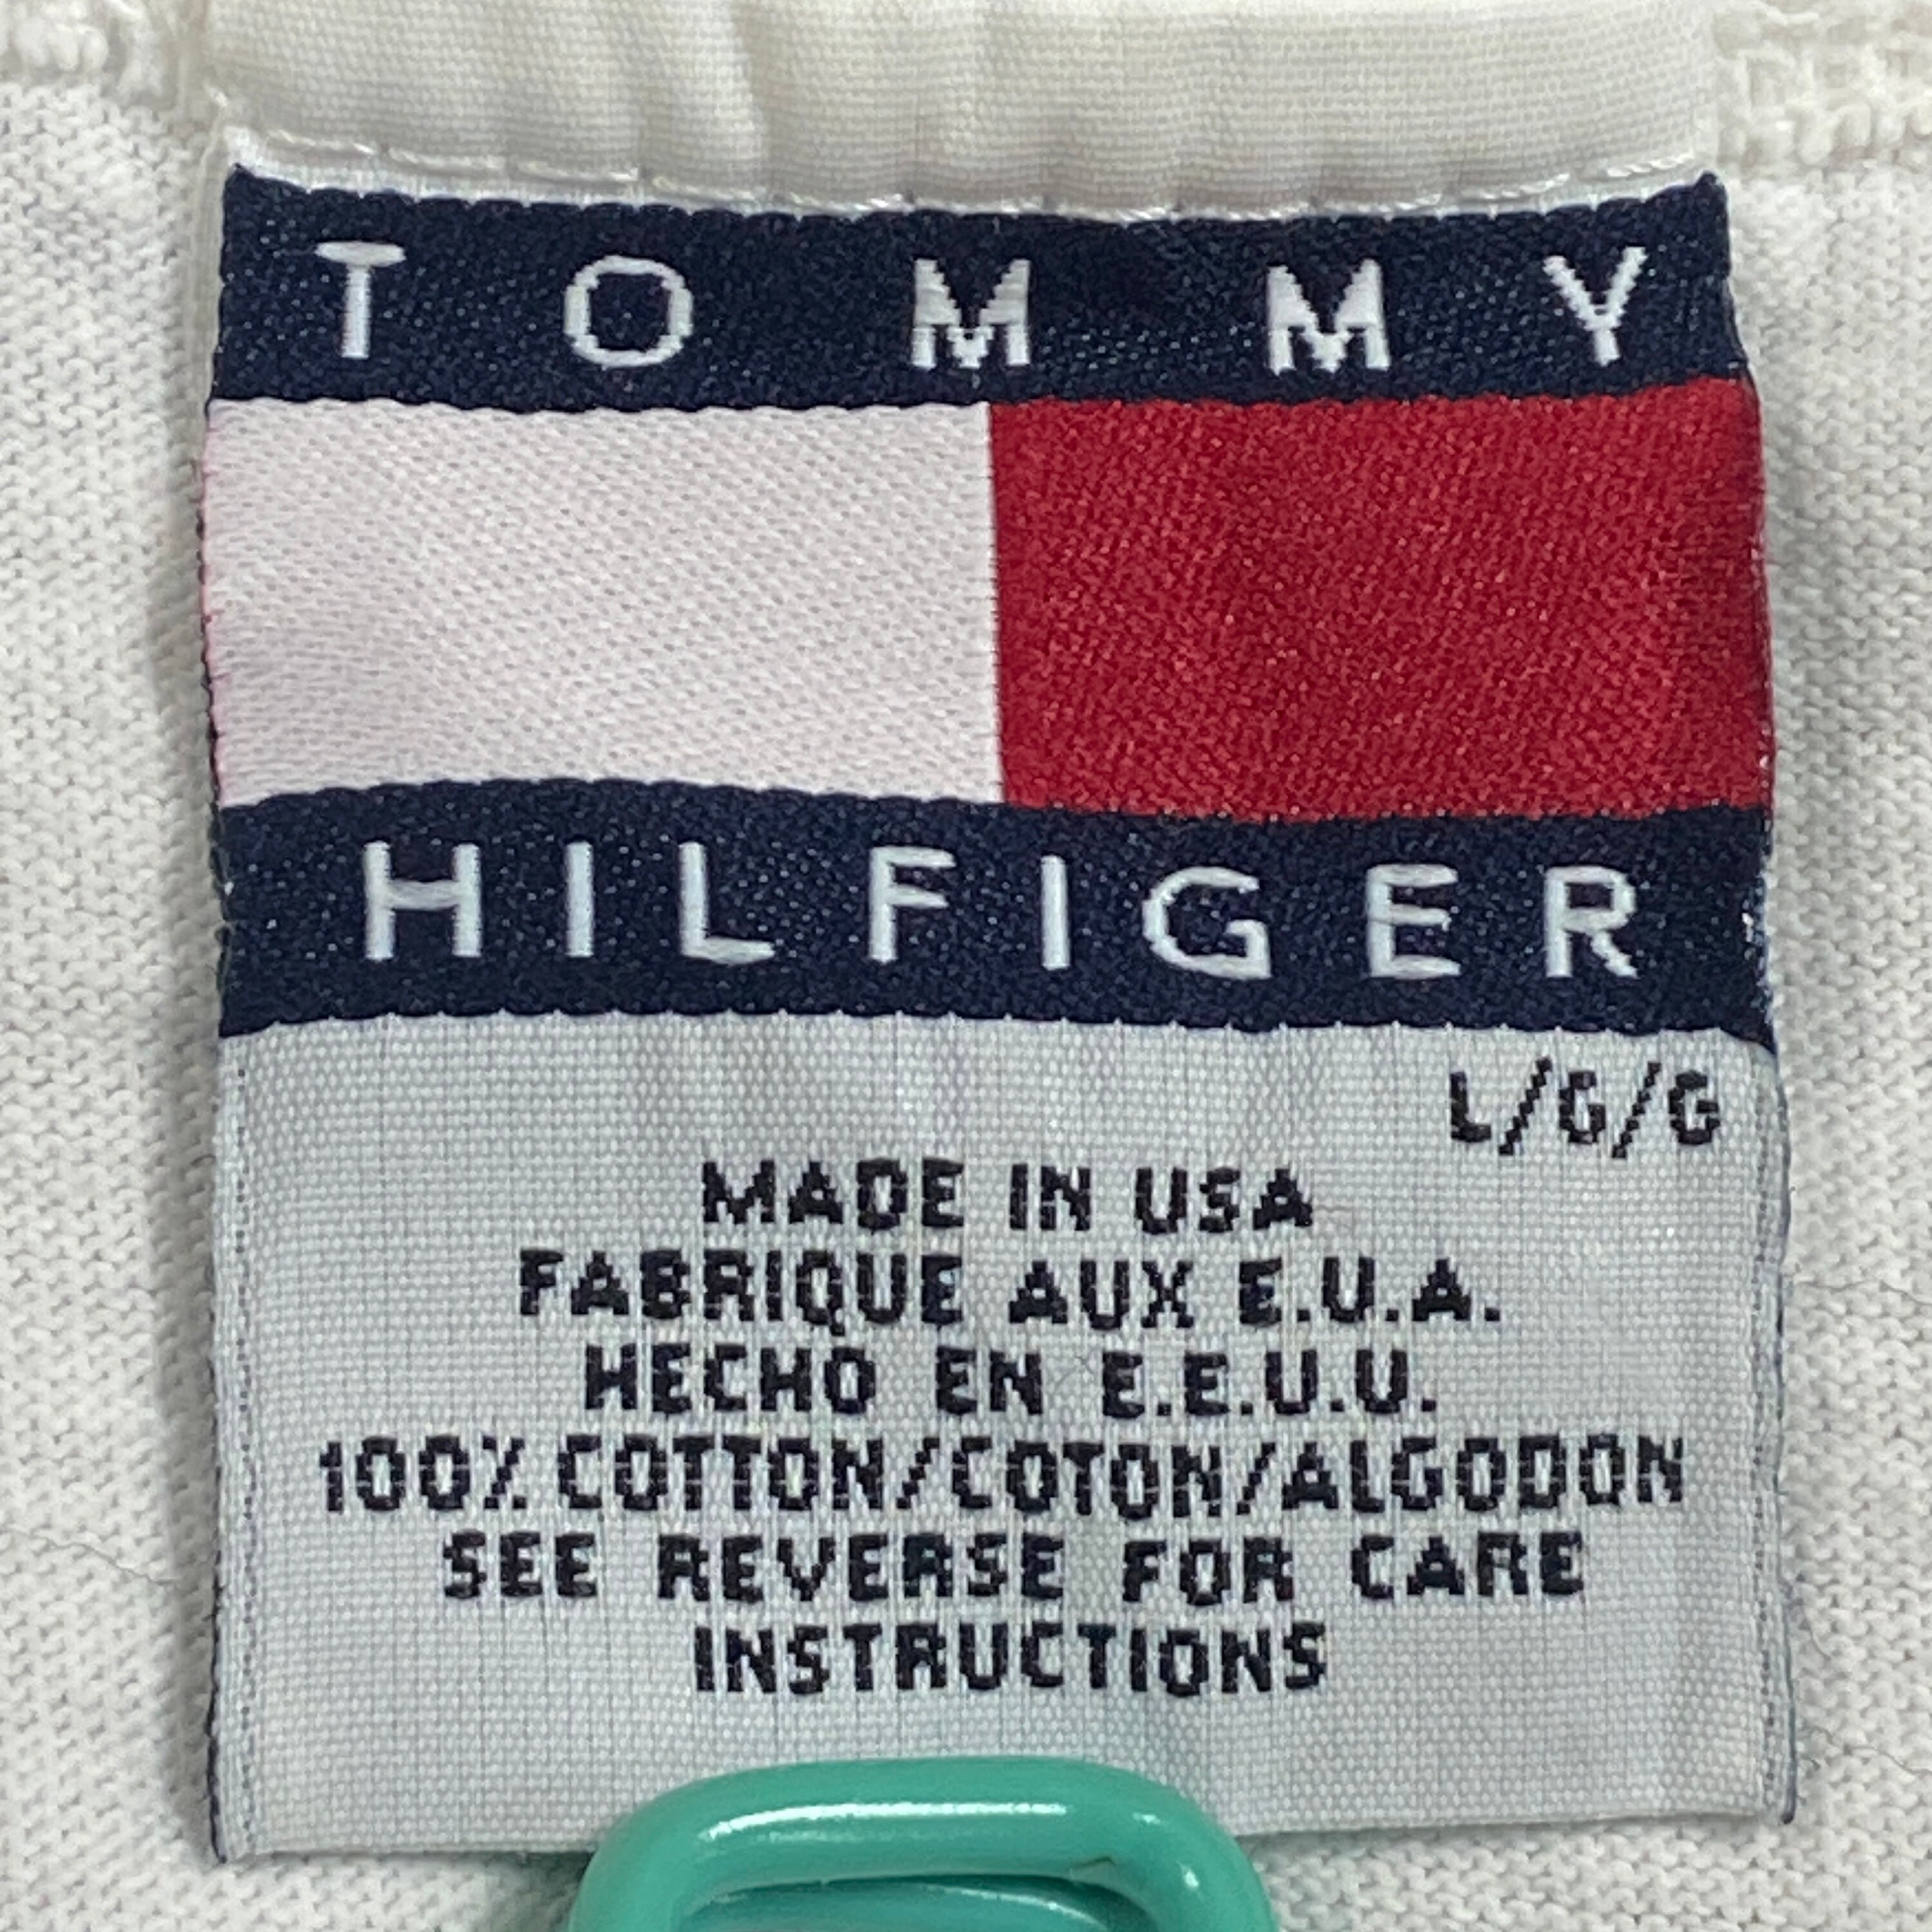 TOMMY
HILFIGER
L/G/G
MADE IN USA
FABRIQUE AUX E.U.A.
HECHO EN E.E.U.U.
100% COTTON/COTON/ALGODON
SEE REVERSE FOR CARE
INSTRUCTIONS